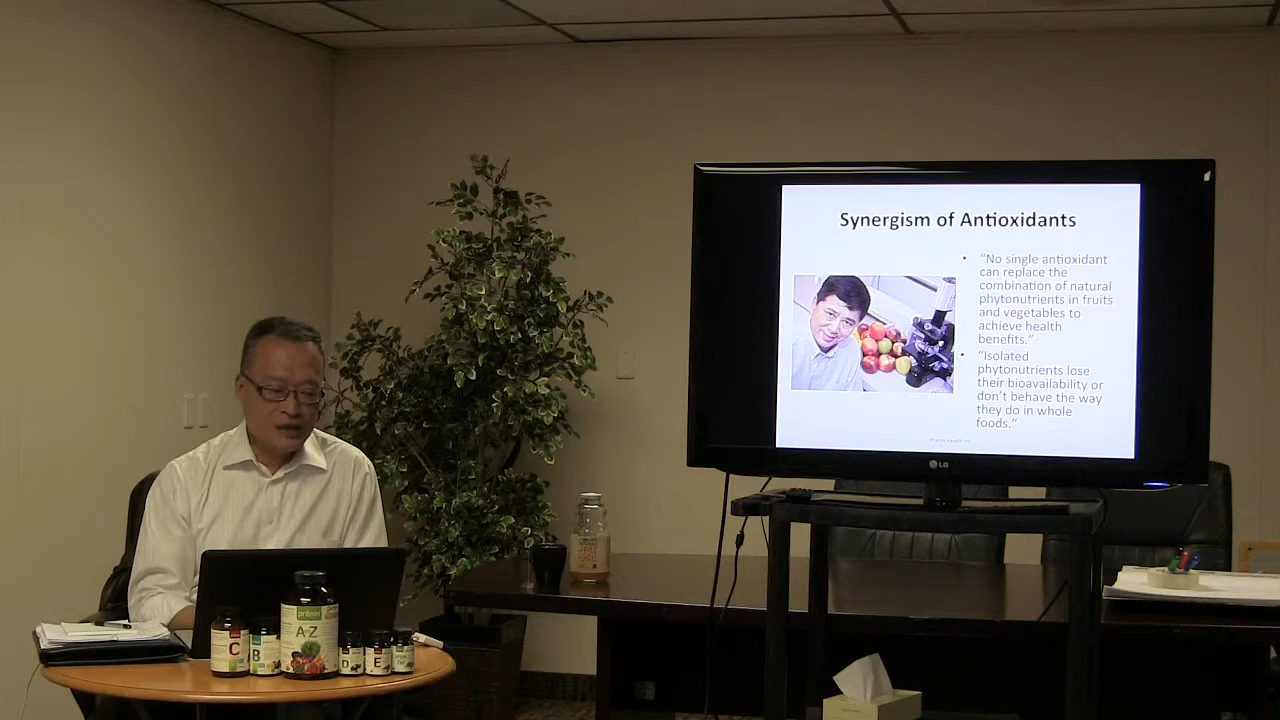 Synergism of Antioxidants
• “No single antioxidant
can replace the
combination of natural
phytonutrients in fruits
and vegetables to
achieve health
benefits.”
• “Isolated
phytonutrients lose
their bioavailability or
don’t behave the way
they do in whole
foods.”
LG
A Z
C
B
D
E